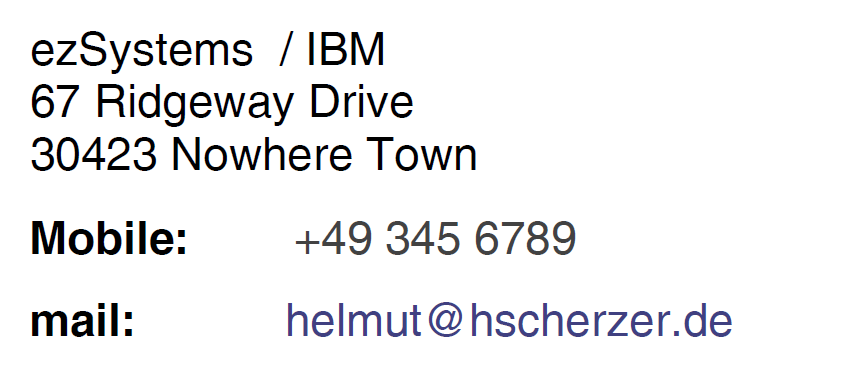 ezSystems / IBM
67 Ridgeway Drive
30423 Nowhere Town
Mobile: +49 345 6789
mail: helmut@hscherzer.de